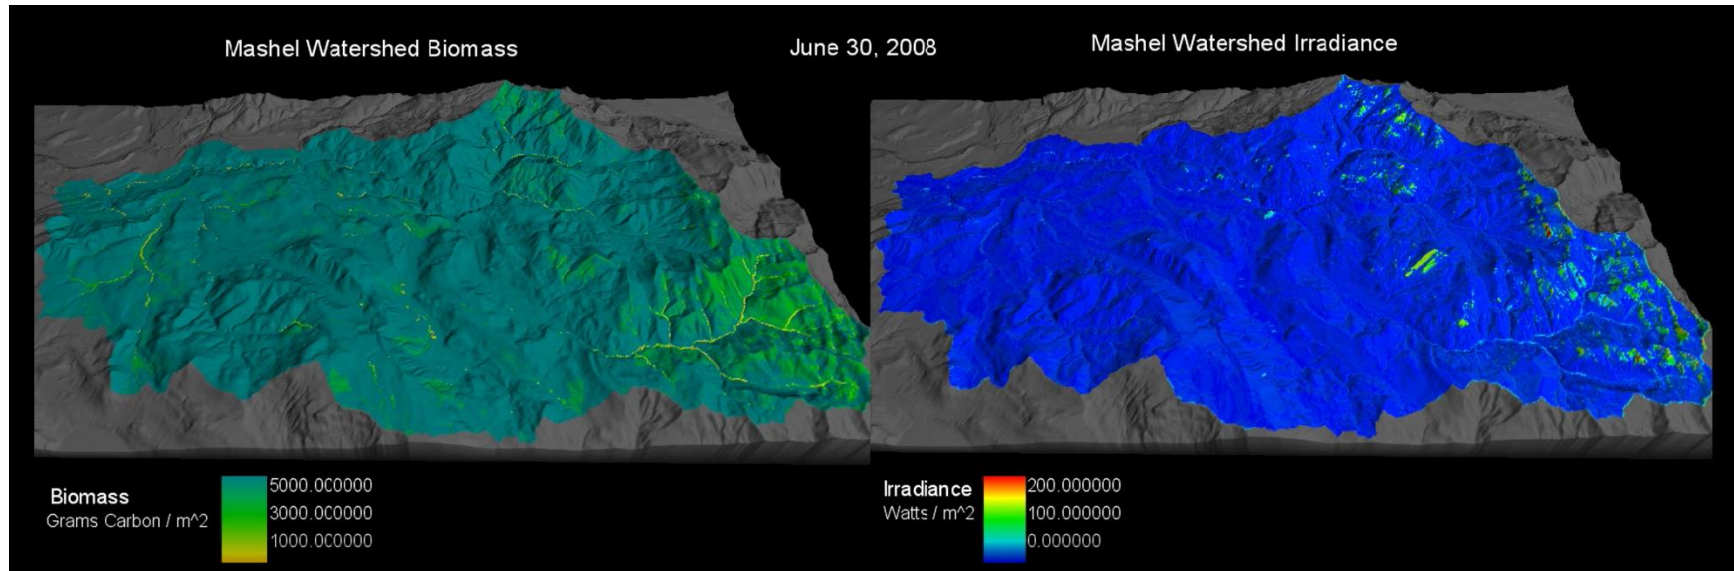 Mashel Watershed Biomass
June 30, 2008
Mashel Watershed Irradiance
Biomass
Grams Carbon / m^2
5000.000000
3000.000000
1000.000000
Irradiance
Watts / m^2
200.000000
100.000000
0.000000